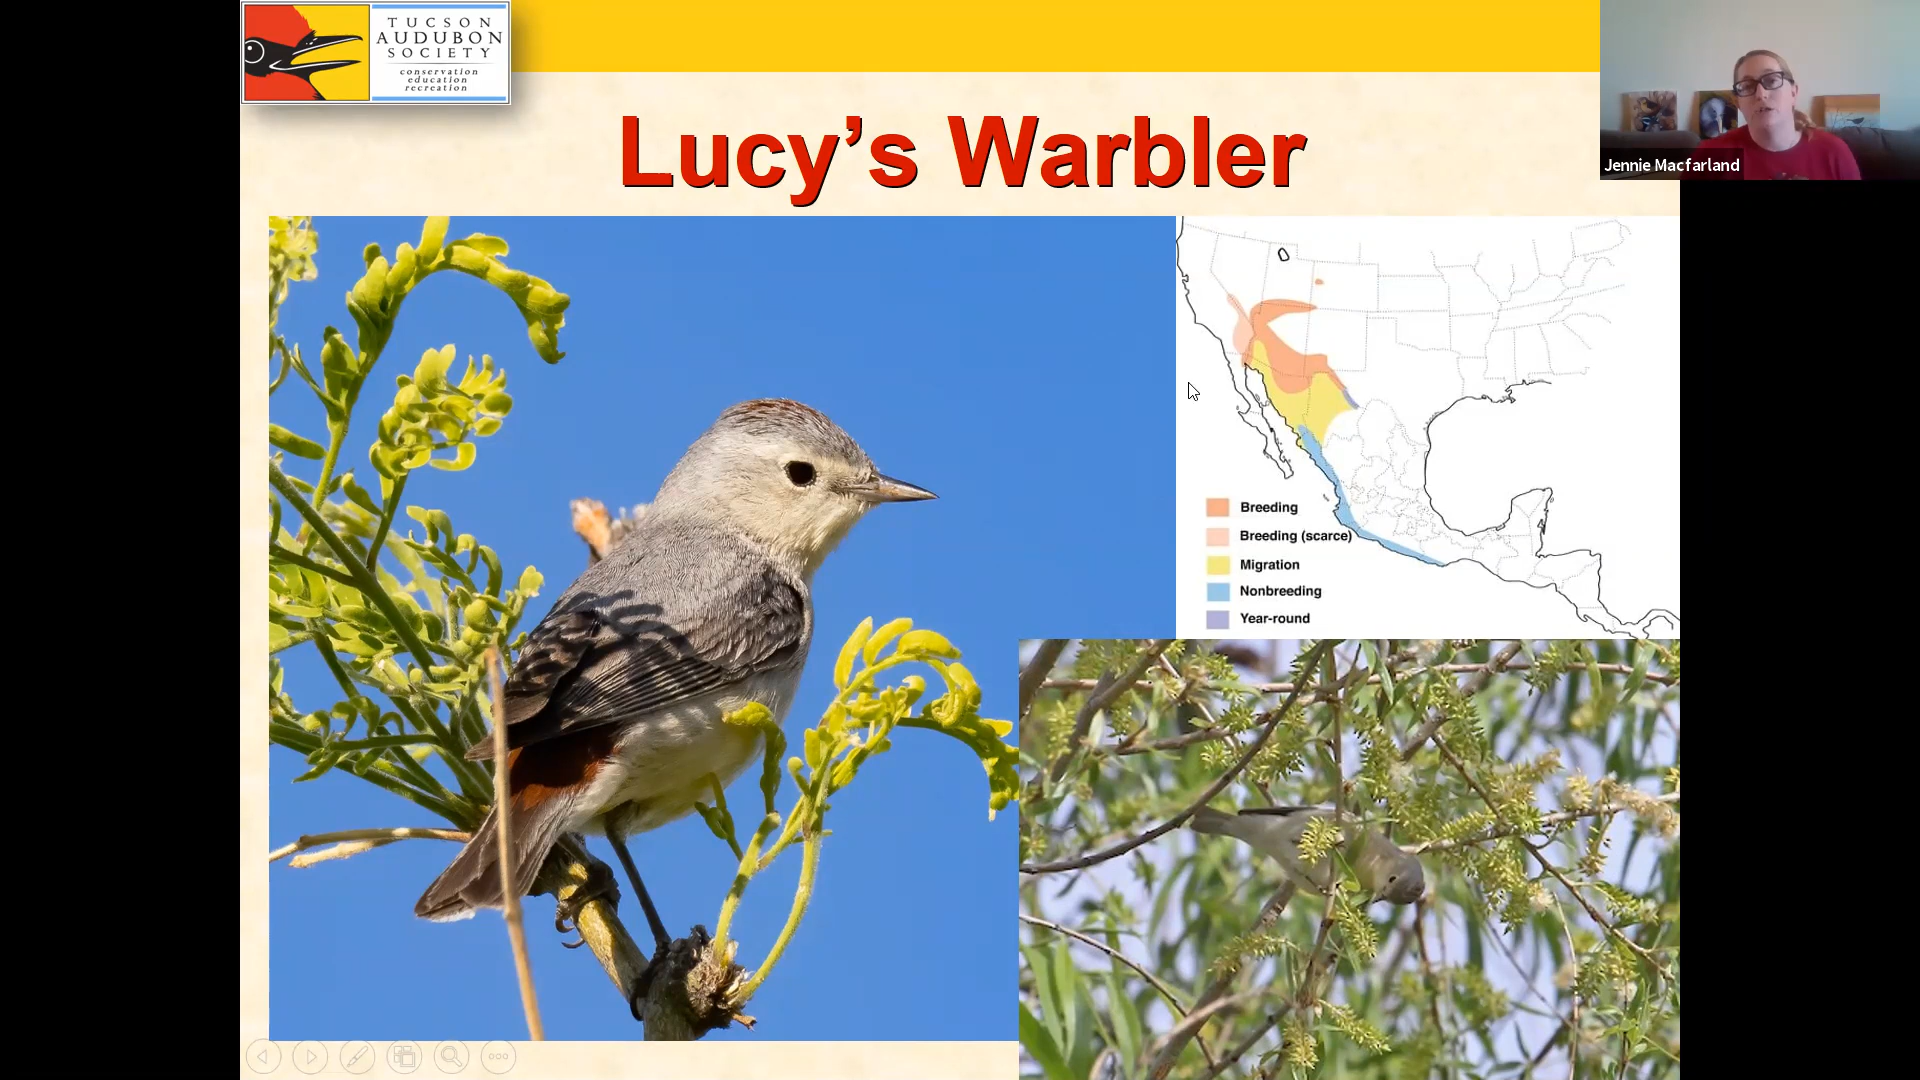 TUCSON
AUDUBON
SOCIETY
conservation
education
recreation
Lucy's Warbler
Jennie Macfarland
Breeding
Breeding (scarce)
Migration
Nonbreeding
Year-round